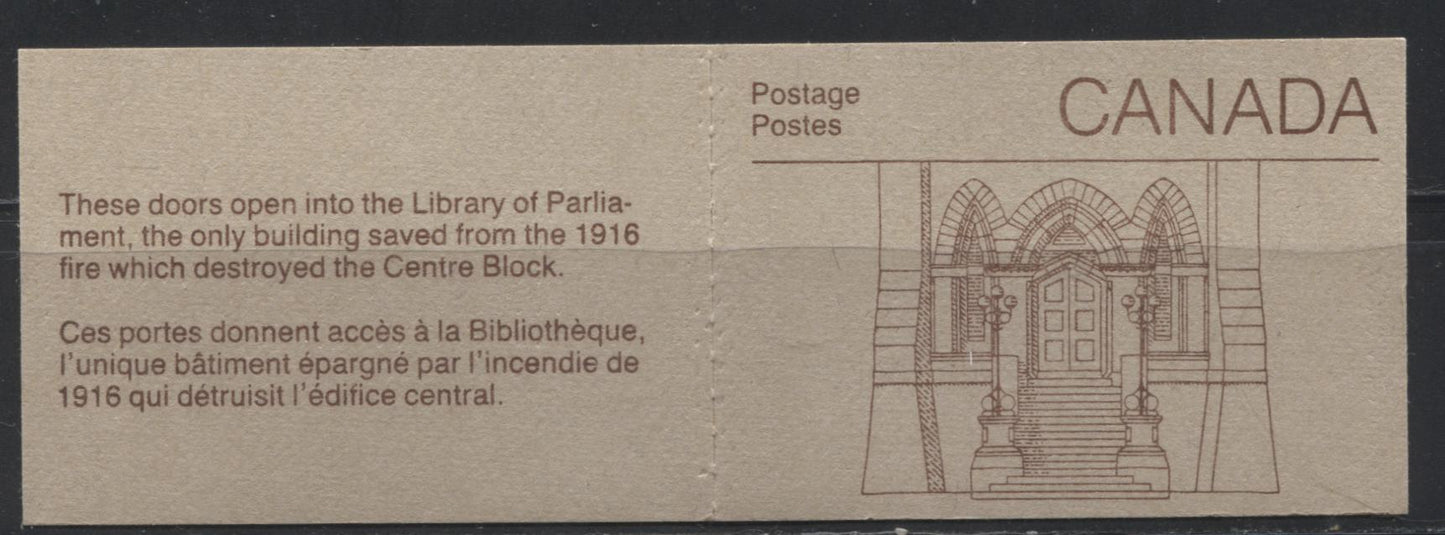 These doors open into the Library of Parlia-
ment, the only building saved from the 1916
fire which destroyed the Centre Block.
Ces portes donnent accès à la Bibliothèque,
l'unique bâtiment épargné par l'incendie de
1916 qui détruisit l'édifice central.
Postage
Postes
CANADA